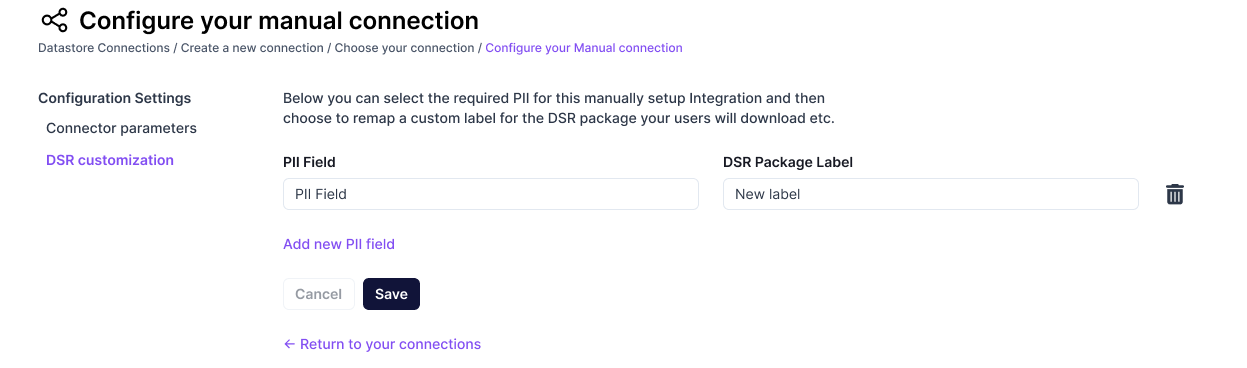 Configure your manual connection
Datastore Connections / Create a new connection / Choose your connection / Configure your Manual connection
Configuration Settings
Connector parameters
DSR customization
Below you can select the required PII for this manually setup Integration and then
choose to remap a custom label for the DSR package your users will download etc.
PII Field
DSR Package Label
PII Field
New label
Add new PII field
Cancel
Save
← Return to your connections